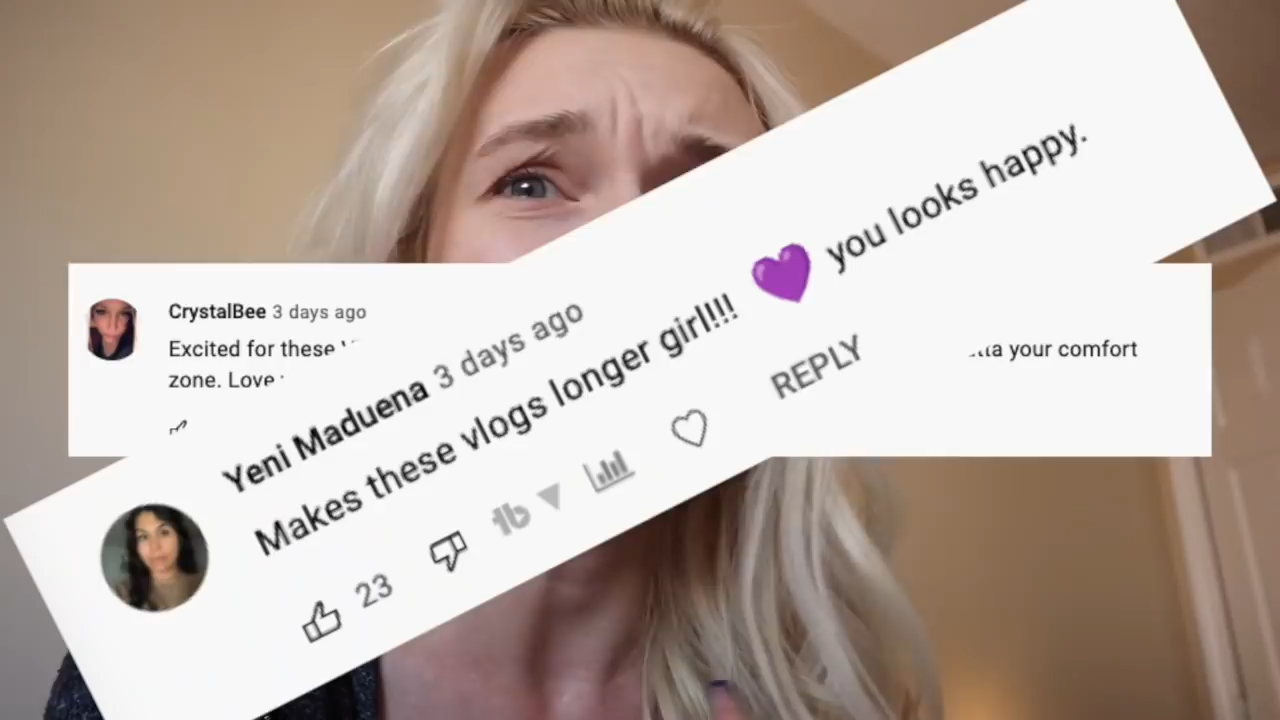 CrystalBee 3 days ago
Excited for these
your comfort
zone. Love
Yeni Maduena 3 days ago
Makes these vlogs longer girl!!! 💜 you looks happy.
23
REPLY